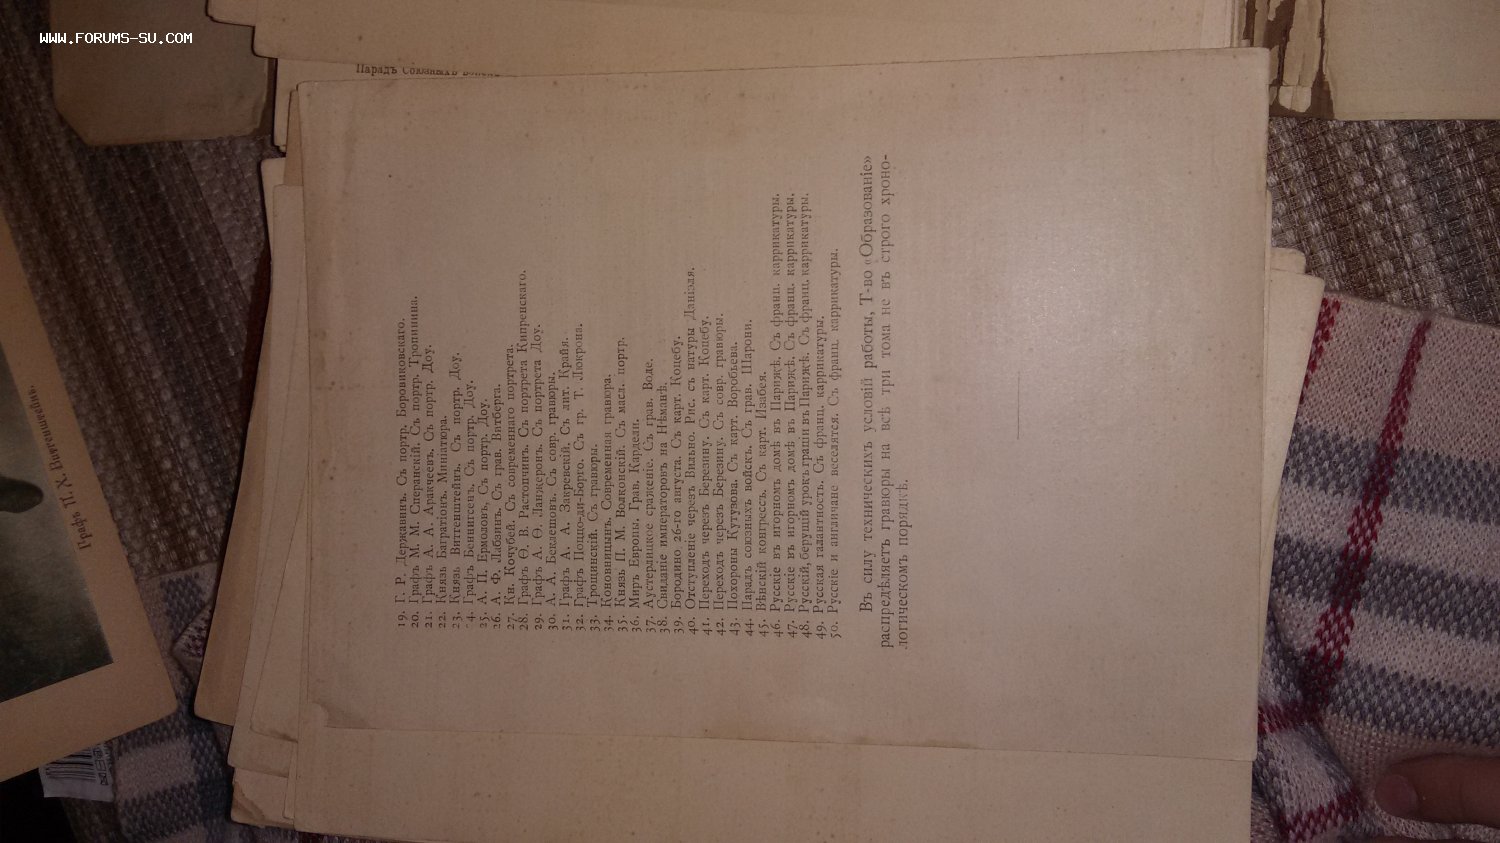 WWW.FORUMS-SU.COM
Парадъ Союзныхъ
19. Г. Р. Державинъ. Съ портр. Боровиковскаго.
20. Графъ М. М. Сперанскій. Съ портр. Тропинина.
21. Графъ А. А. Аракчеевъ. Съ портр. Доу.
22. Князь Багратіонъ. Миніатюра.
23. Князь Витгенштейнъ. Съ портр. Доу.
24. Графъ Беннигсенъ. Съ портр. Доу.
25. А. П. Ермоловъ. Съ портр. Доу.
26. А. Ф. Лабзинъ. Съ грав. Витберга.
27. Кн. Кочубей. Съ современнаго портрета.
28. Графъ Ѳ. В. Растопчинъ. Съ портрета Кипренскаго.
29. Графъ А. Ѳ. Ланжеронъ. Съ портрета Доу.
30. А. А. Беклешовъ. Съ совр. гравюры.
31. Графъ А. А. Закревскій. Съ лит. Крайя.
32. Графъ Поццо-ди-Борго. Съ гр. Т. Люкрона.
33. Трощинскій. Съ гравюры.
34. Коновницынъ. Современная гравюра.
35. Князь П. М. Волконскій. Съ масл. портр.
36. Миръ Европы. Грав. Кардели.
37. Аустерлицкое сраженіе. Съ грав. Воде.
38. Свиданіе императоровъ на Нѣманѣ.
39. Бородино. 26-го августа. Съ карт. Коцебу.
40. Отступленіе черезъ Вильно. Рис. съ натуры Даніэля.
41. Переходъ черезъ Березину. Съ карт. Коцебу.
42. Переходъ черезъ Березину. Съ совр. гравюры.
43. Похороны Кутузова. Съ карт. Воробьева.
44. Парадъ союзныхъ войскъ. Съ грав. Шарони.
45. Вѣнскій конгрессъ. Съ карт. Изабея.
46. Русскіе въ игорномъ домѣ въ Парижѣ. Съ франц. каррикатуры.
47. Русскіе въ игорномъ домѣ въ Парижѣ. Съ франц. каррикатуры.
48. Русскій, берущій урокъ граціи въ Парижѣ. Съ франц. каррикатуры.
49. Русская галантность. Съ франц. каррикатуры.
50. Русскіе и англичане веселятся. Съ франц. каррикатуры.
Въ силу техническихъ условій работы, Т-во «Образованіе»
распредѣляетъ гравюры на всѣ три тома не въ строго хроно-
логическомъ порядкѣ.
Графъ П. Х. Витгенштейнъ.